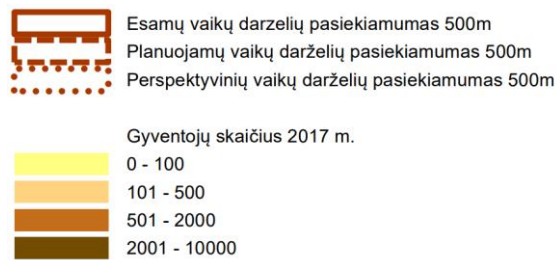 Esamų vaikų darzelių pasiekiamumas 500m
Planuojamų vaikų darželių pasiekiamumas 500m
Perspektyvinių vaikų darželių pasiekiamumas 500m
Gyventojų skaičius 2017 m.
0 - 100
101 - 500
501 - 2000
2001 - 10000